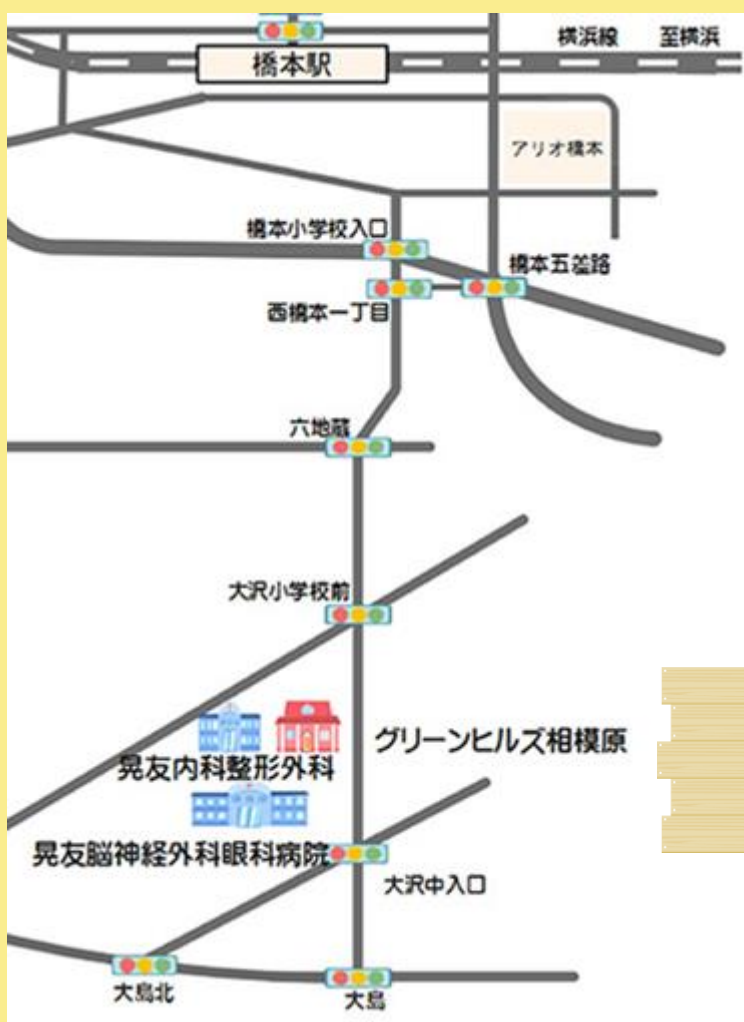 横浜線 至横浜
橋本駅
アリオ橋本
橋本小学校入口
橋本五差路
西橋本一丁目
六地蔵
大沢小学校前
グリーンヒルズ相模原
晃友内科整形外科
晃友脳神経外科眼科病院
大沢中入口
大島北
大島